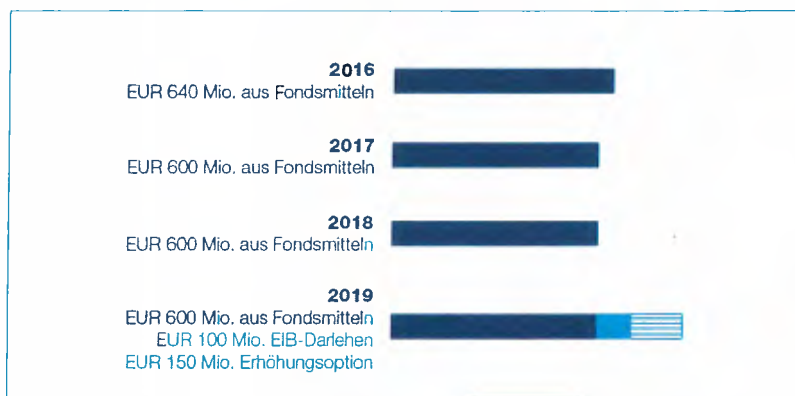 2016
EUR 640 Mio. aus Fondsmitteln
2017
EUR 600 Mio. aus Fondsmitteln
2018
EUR 600 Mio. aus Fondsmitteln
2019
EUR 600 Mio. aus Fondsmitteln
EUR 100 Mio. EIB-Darlehen
EUR 150 Mio. Erhöhungsoption